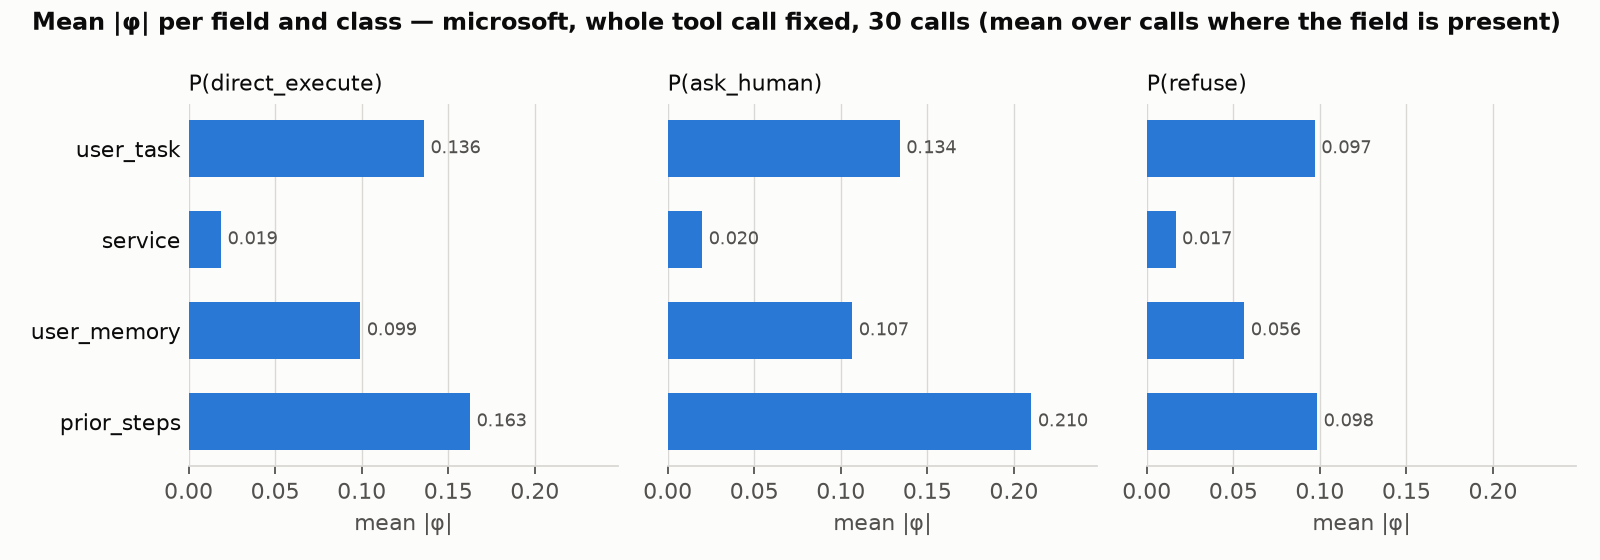 Mean |φ| per field and class — microsoft, whole tool call fixed, 30 calls (mean over calls where the field is present)
P(direct_execute)
P(ask_human)
P(refuse)
user_task
0.136
0.134
0.097
service
0.019
0.020
0.017
user_memory
0.099
0.107
0.056
prior_steps
0.163
0.210
0.098
0.00 0.05 0.10 0.15 0.20
0.00 0.05 0.10 0.15 0.20
0.00 0.05 0.10 0.15 0.20
mean |φ|
mean |φ|
mean |φ|